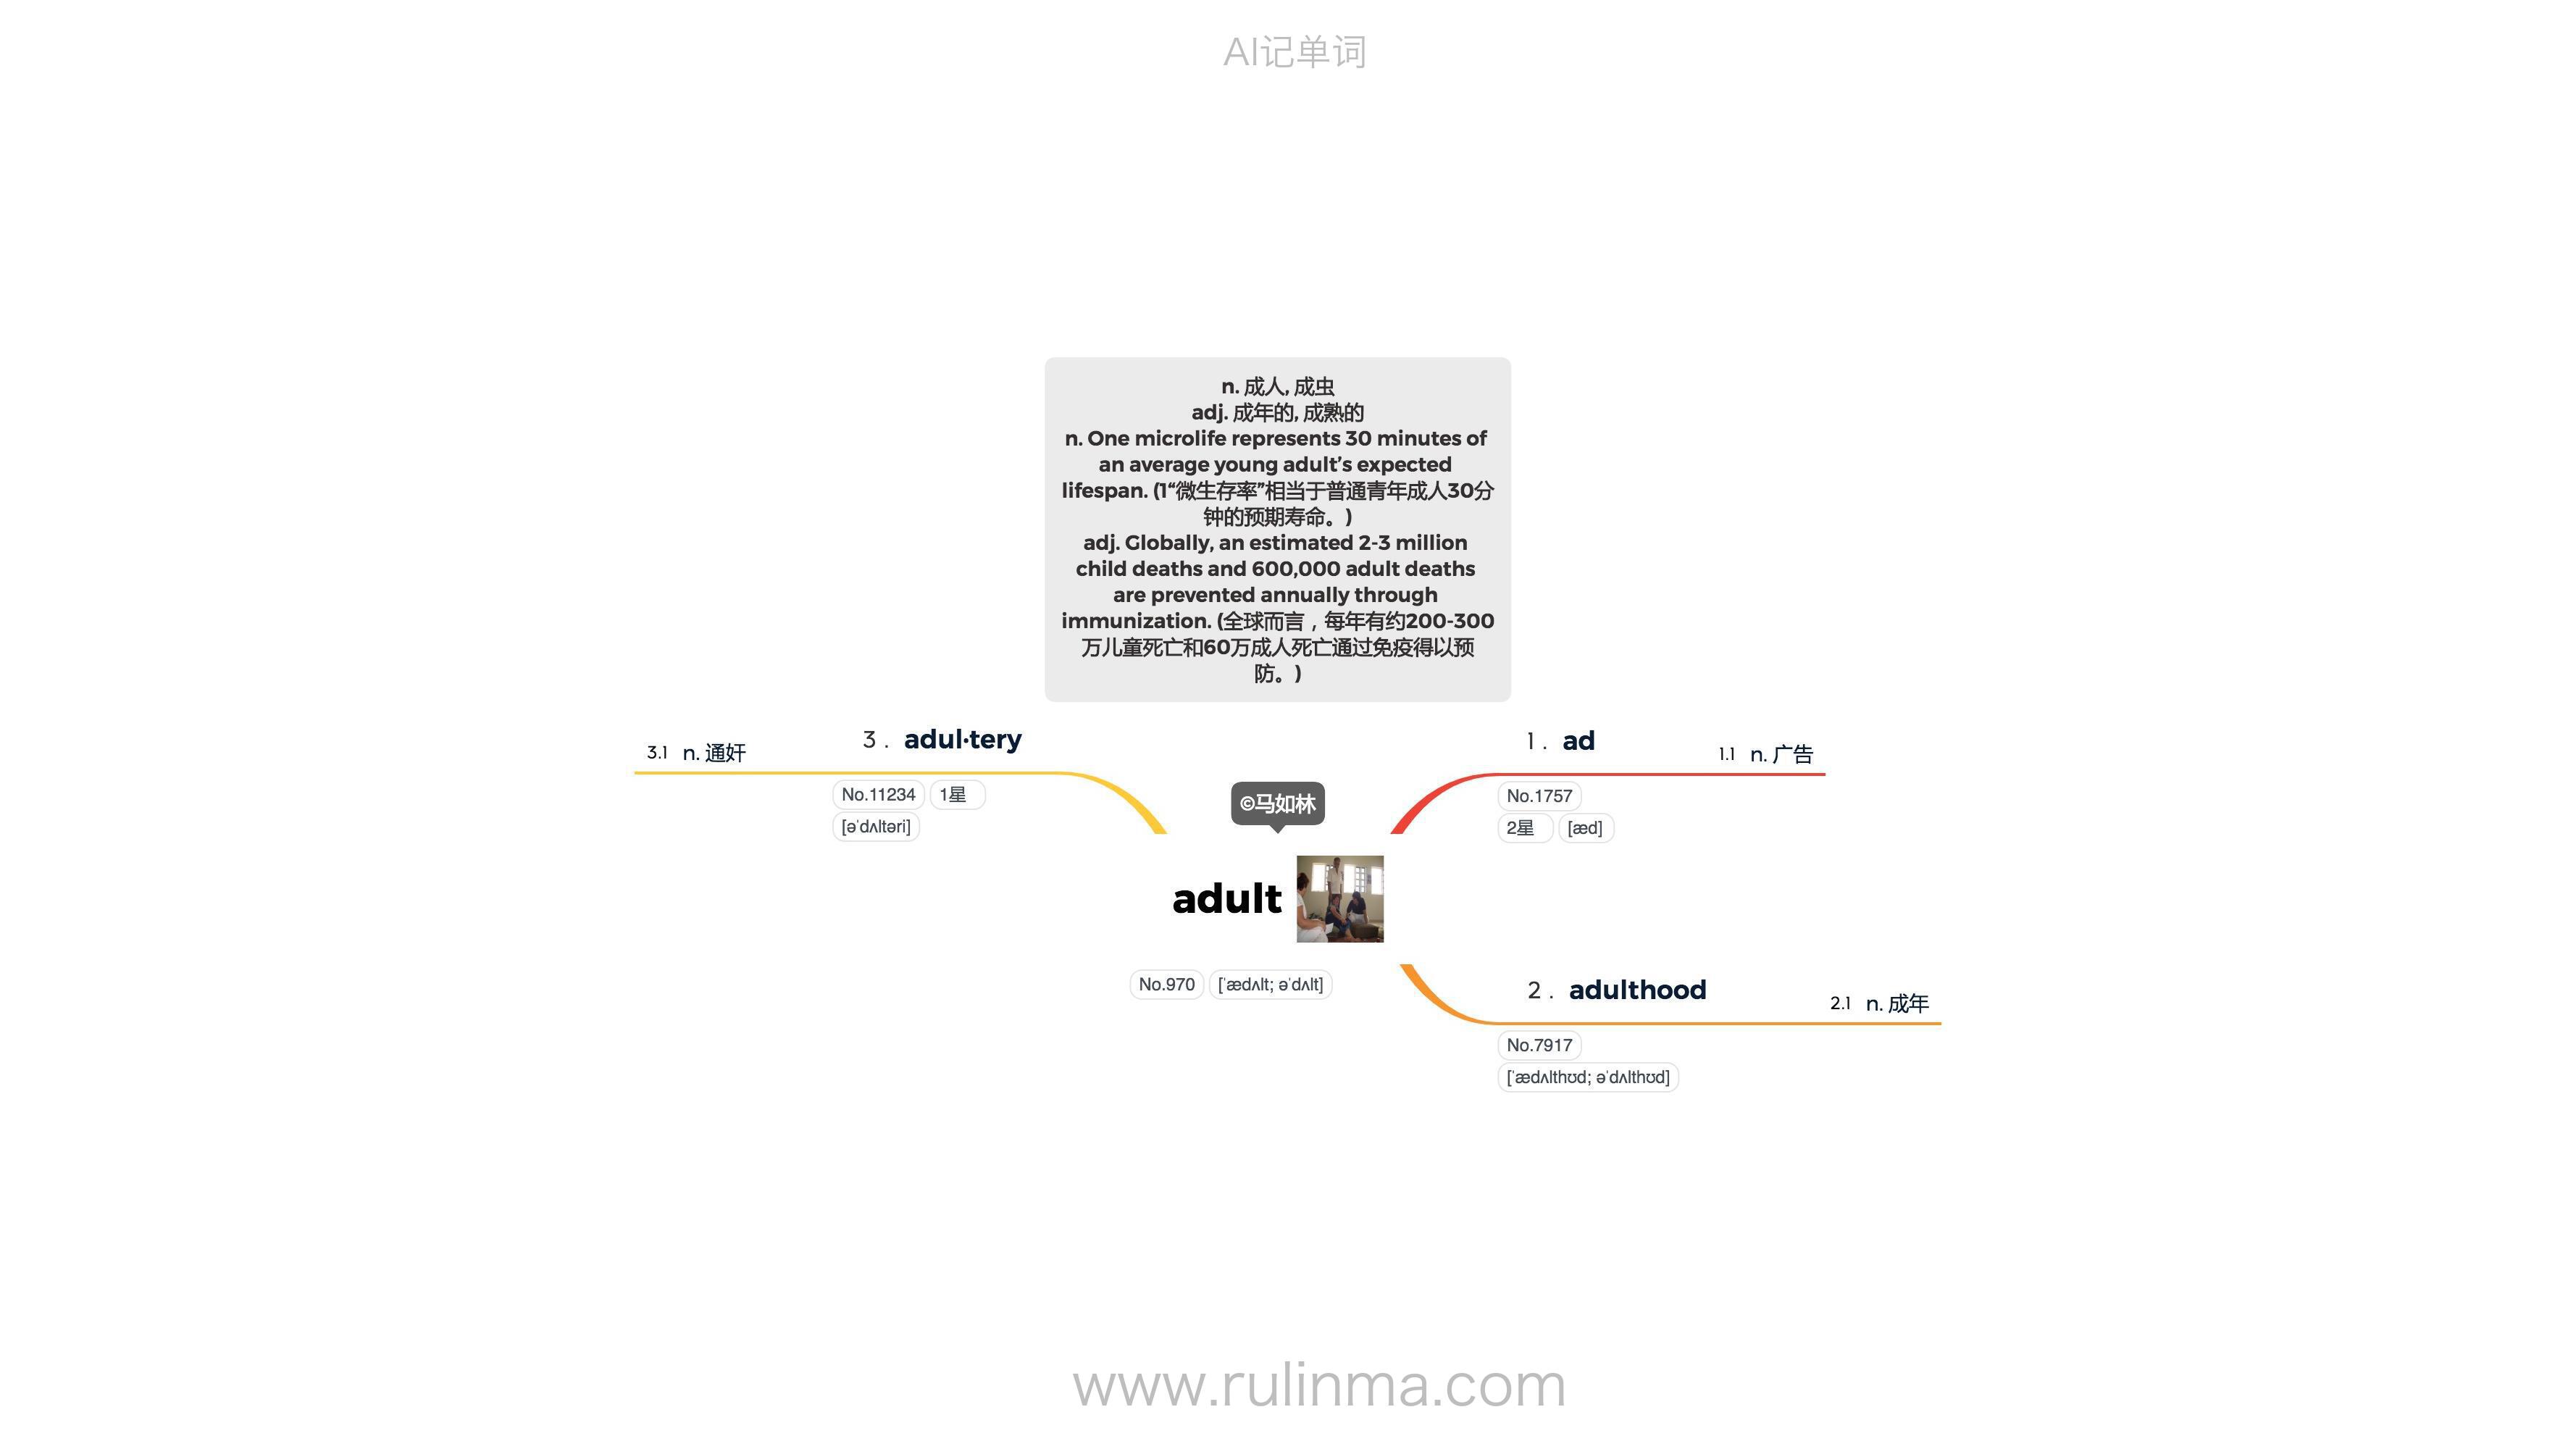 AI记单词
n. 成人, 成虫
adj. 成年的, 成熟的
n. One microlife represents 30 minutes of
an average young adult’s expected
lifespan. (1“微生存率”相当于普通青年成人30分
钟的预期寿命。)
adj. Globally, an estimated 2-3 million
child deaths and 600,000 adult deaths
are prevented annually through
immunization. (全球而言，每年有约200-300
万儿童死亡和60万成人死亡通过免疫得以预
防。)
3.1 n. 通奸
3 . adul·tery
No.11234 1星
[əˈdʌltəri]
1 . ad
1.1 n. 广告
No.1757
2星 [æd]
©马如林
adult
No.970 [ˈædʌlt; əˈdʌlt]
2 . adulthood
2.1 n. 成年
No.7917
[ˈædʌlthʊd; əˈdʌlthʊd]
www.rulinma.com